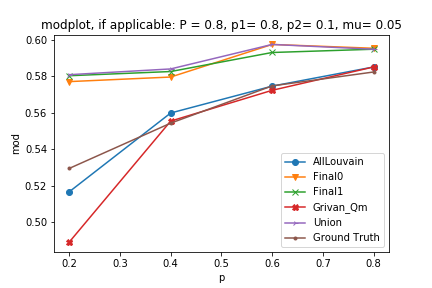 modplot, if applicable: P = 0.8, p1= 0.8, p2= 0.1, mu= 0.05
0.60
0.58
0.56
0.54
0.52
0.50
mod
AllLouvain
Final0
Final1
Grivan_Qm
Union
Ground Truth
0.2
0.3
0.4
0.5
0.6
0.7
0.8
p